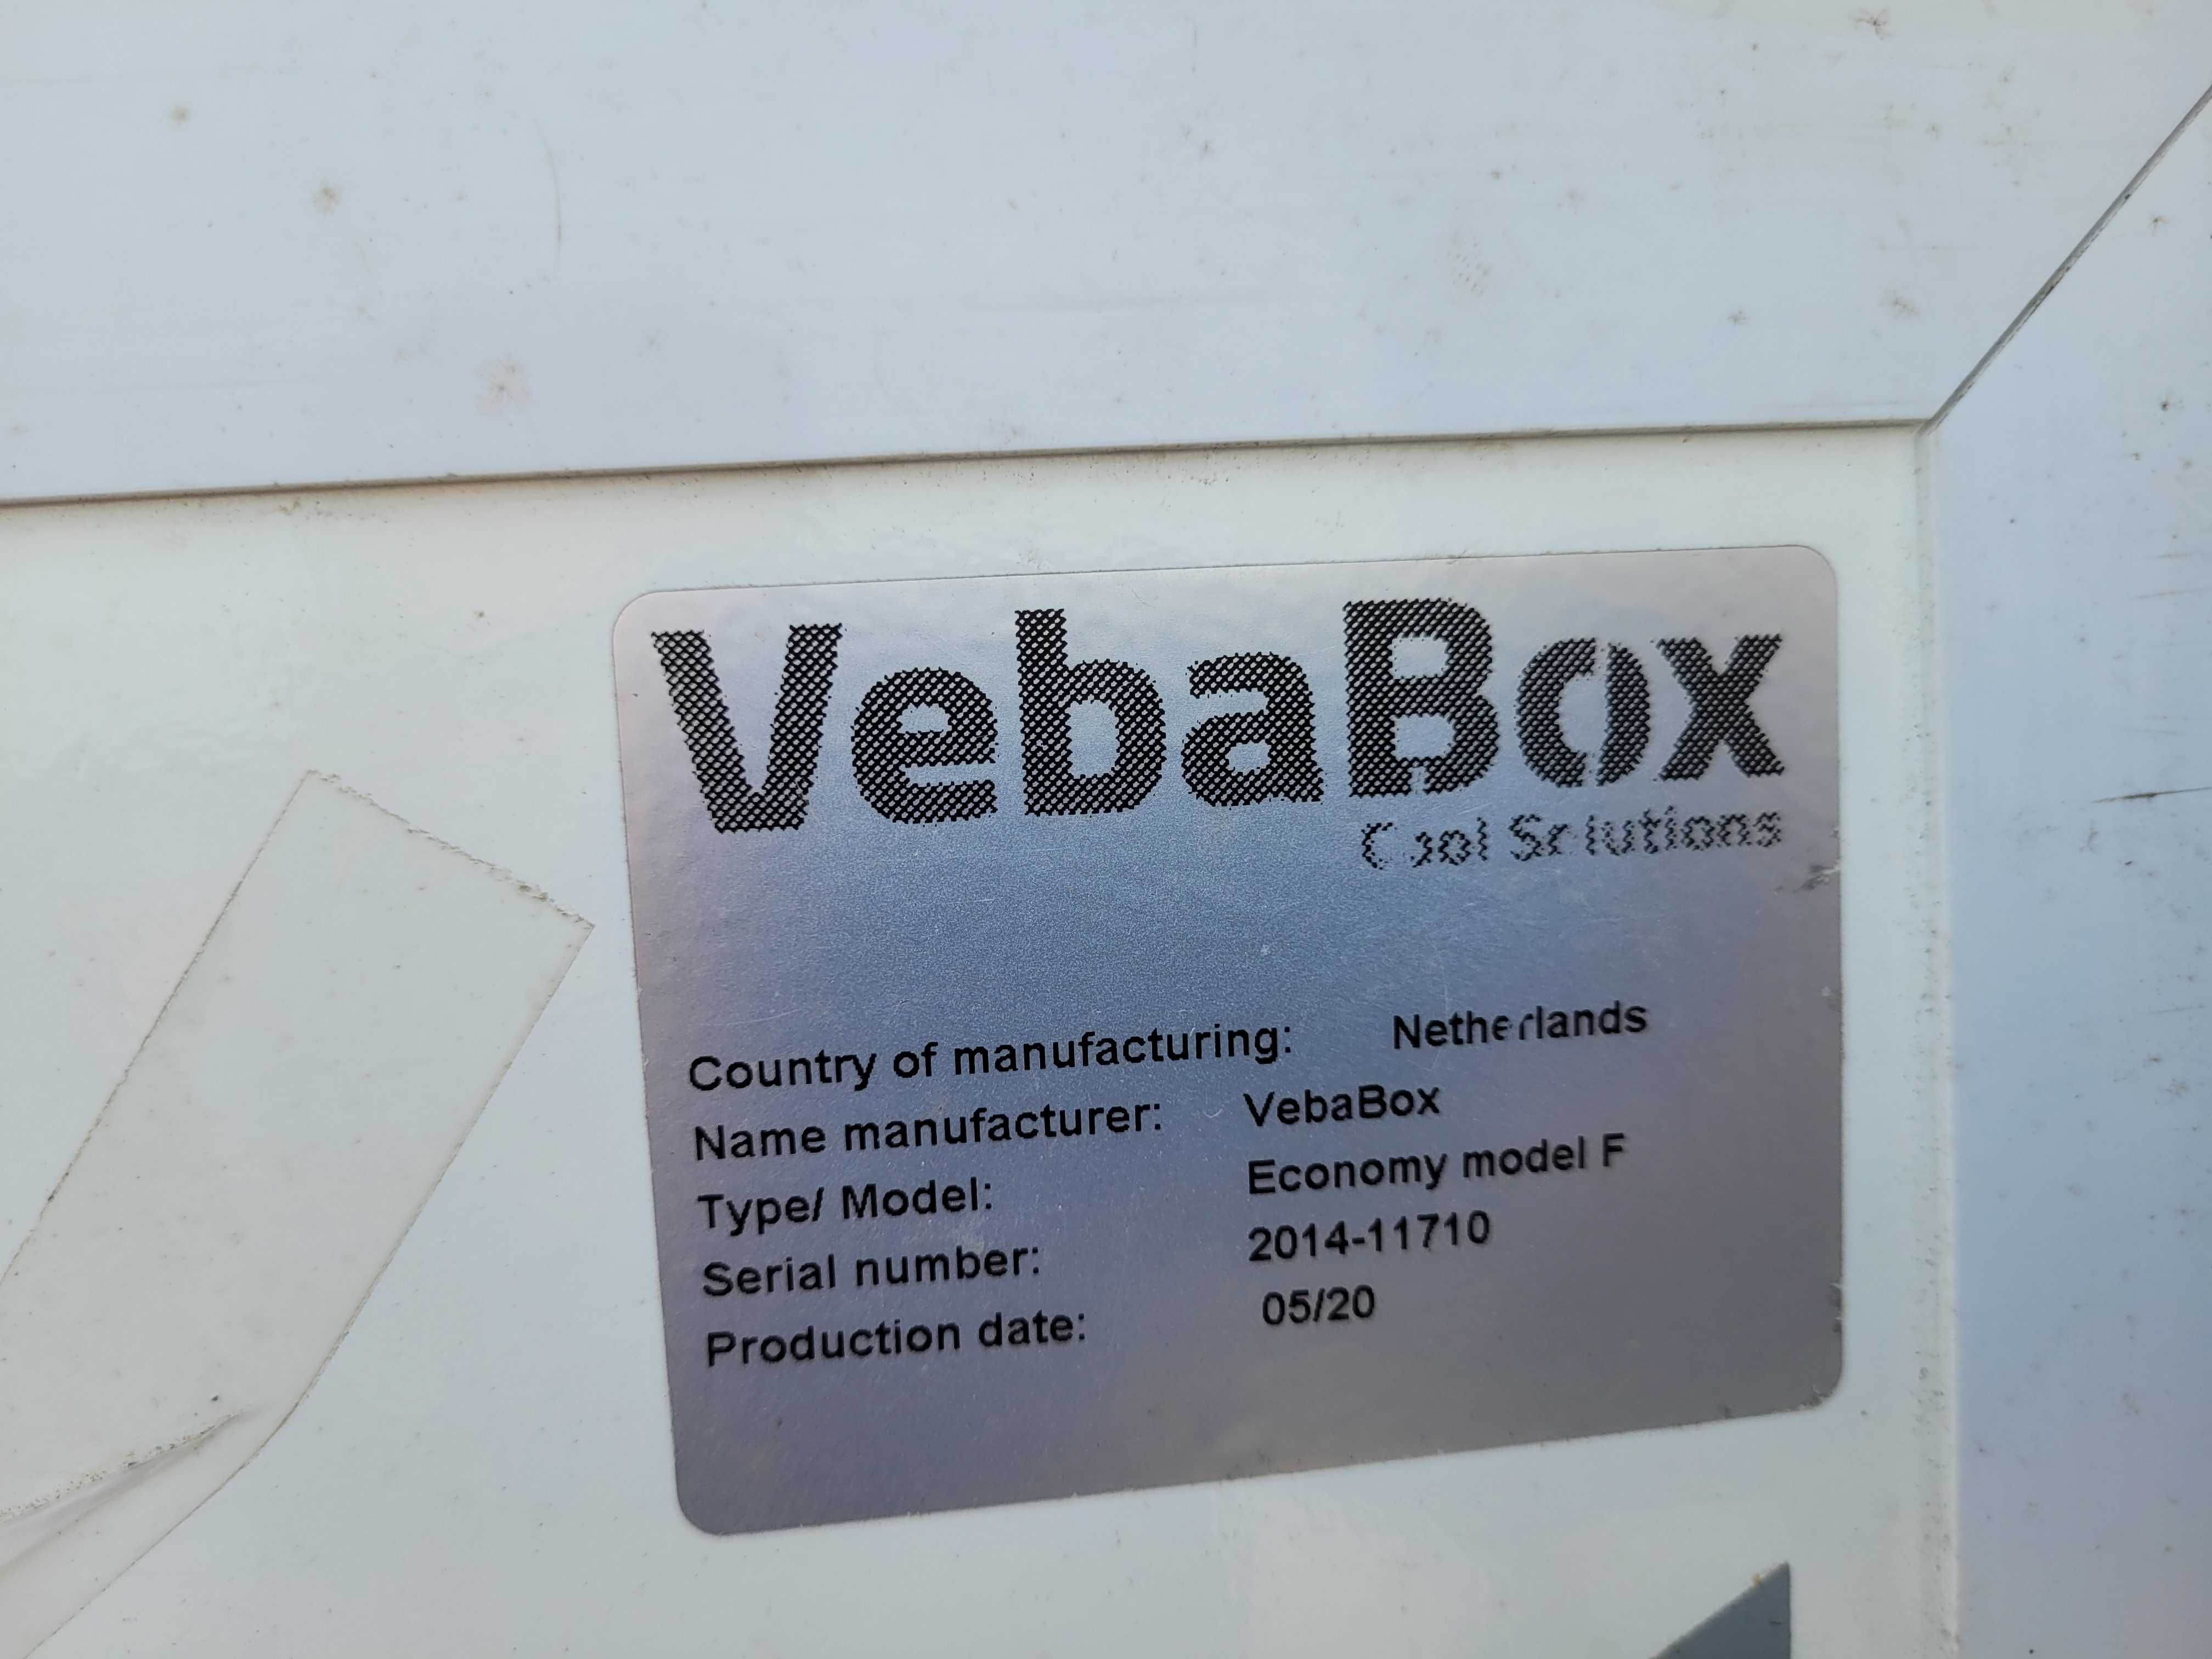 VebaBox
Cool Solutions
Country of manufacturing: Netherlands
Name manufacturer: VebaBox
Type/ Model: Economy model F
Serial number: 2014-11710
Production date: 05/20